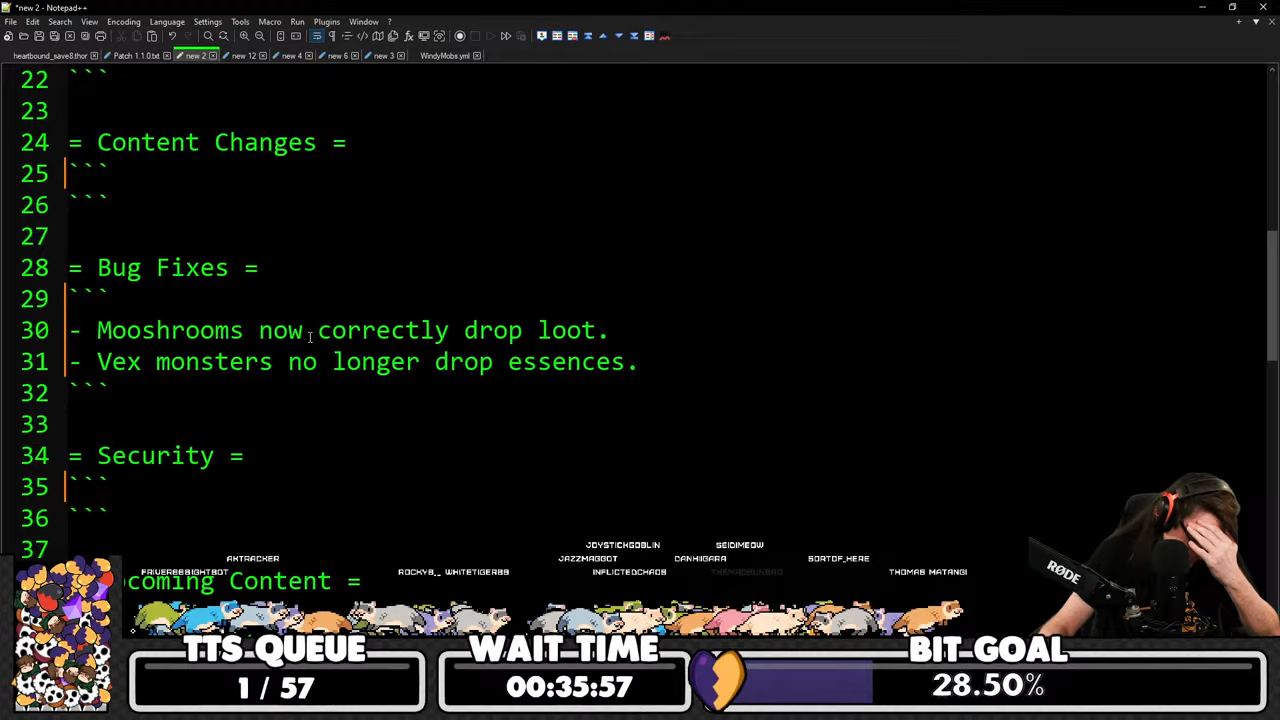 *new 2 - Notepad++
File Edit Search View Encoding Language Settings Tools Macro Run Plugins Window ?
heartbound_save8.thor Patch 1.1.0.txt new 2 new 12 new 4 new 6 new 3 WindyMobs.yml
22 ```
23
24 = Content Changes =
25 ```
26 ```
27
28 = Bug Fixes =
29 ```
30 - Mooshrooms now correctly drop loot.
31 - Vex monsters no longer drop essences.
32 ```
33
34 = Security =
35 ```
36 ```
37
coming Content =
JOYSTICKGOBLIN SEIDIMEOW
AKTRACKER JAZZMAGGOT CANHIGARA SORTOF_HERE
ROCKYB__ WHITETIGER89 INFLICTEDCHAOS THOMAS MATANGI
RØDE
TTS QUEUE WAIT TIME BIT GOAL
1 / 57 00:35:57 28.50%